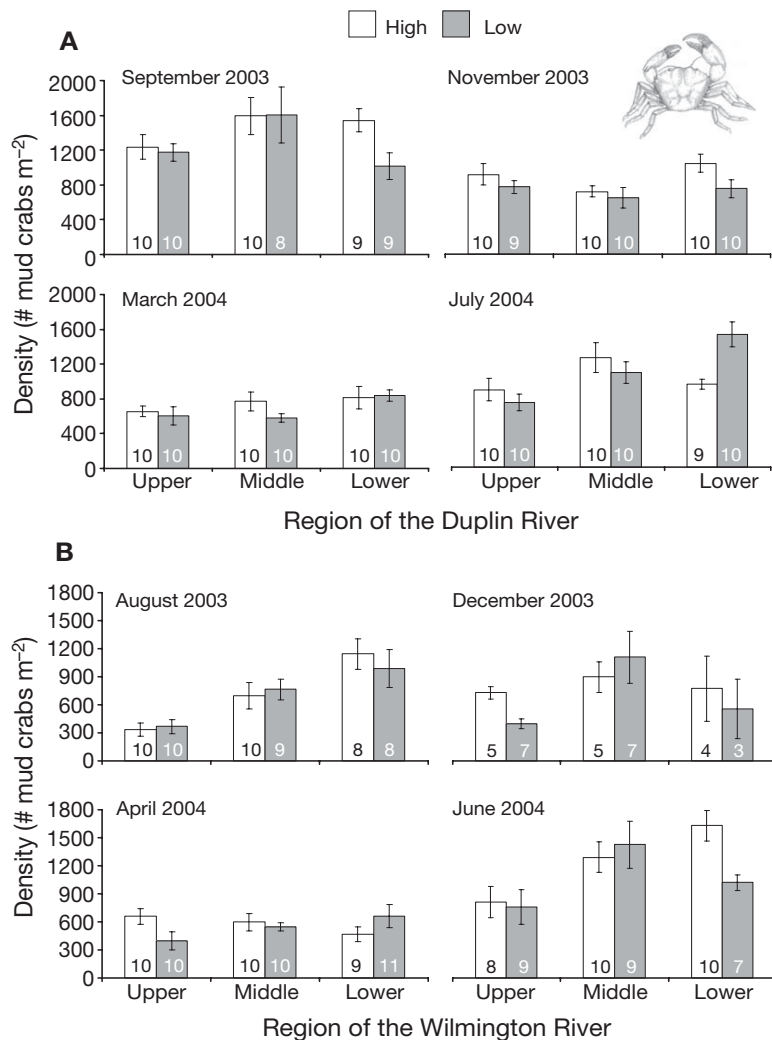 High Low
A
September 2003 November 2003
Density (# mud crabs m⁻²)
2000
1600
1200
800
400
0
10 10 10 8 9 9
10 9 10 10 10 10
March 2004 July 2004
2000
1600
1200
800
400
0
10 10 10 10 10 10
10 10 10 10 9 10
Upper Middle Lower Upper Middle Lower
Region of the Duplin River
B
August 2003 December 2003
Density (# mud crabs m⁻²)
1800
1500
1200
900
600
300
0
10 10 10 9 8 8
5 7 5 7 4 3
April 2004 June 2004
1800
1500
1200
900
600
300
0
10 10 10 10 9 11
8 9 10 9 10 7
Upper Middle Lower Upper Middle Lower
Region of the Wilmington River